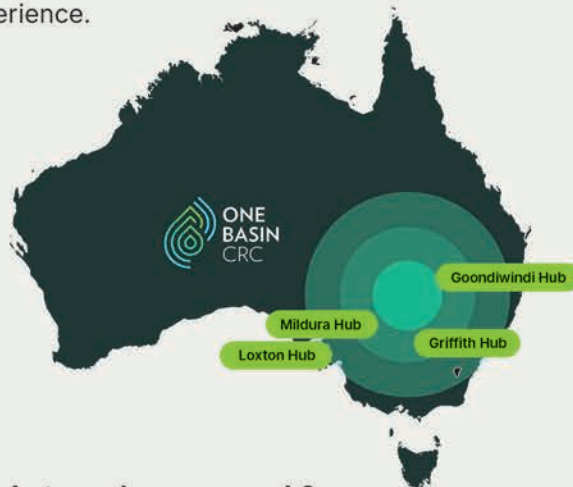 erience.
ONE
BASIN
CRC
Goondiwindi Hub
Mildura Hub
Griffith Hub
Loxton Hub